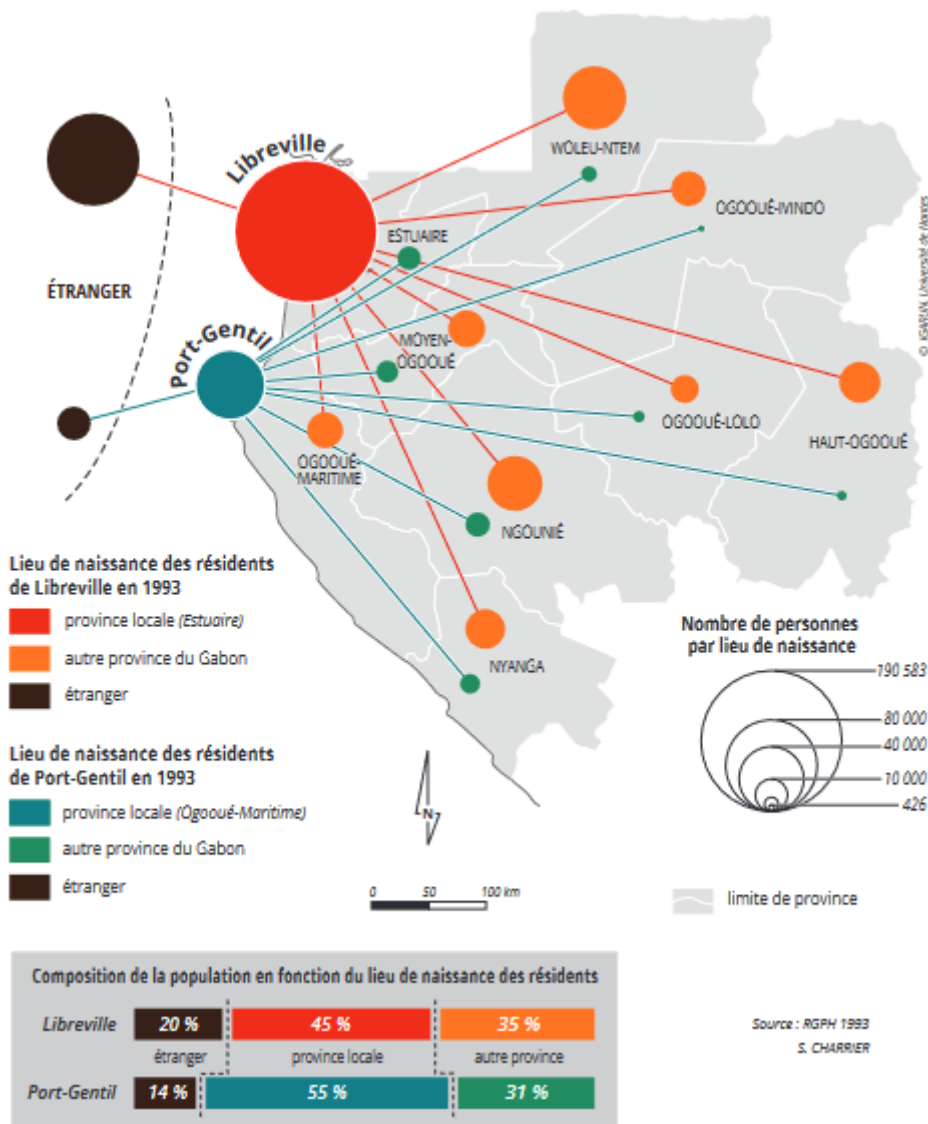 Libreville
WOLEU-NTEM
OGOOUÉ-IVINDO
ESTUAIRE
ÉTRANGER
Port-Gentil
MOYEN-
OGOOUÉ
OGOOUÉ-LOLO
HAUT-OGOOUÉ
OGOOUÉ-
MARITIME
NGOUNIÉ
NYANGA
© IGARUN, Université de Nantes
Lieu de naissance des résidents
de Libreville en 1993
province locale (Estuaire)
autre province du Gabon
étranger
Lieu de naissance des résidents
de Port-Gentil en 1993
province locale (Ogooué-Maritime)
autre province du Gabon
étranger
N
0 50 100 km
Nombre de personnes
par lieu de naissance
190 583
80 000
40 000
10 000
426
limite de province
Composition de la population en fonction du lieu de naissance des résidents
Libreville 20 % 45 % 35 %
étranger province locale autre province
Port-Gentil 14 % 55 % 31 %
Source : RGPH 1993
S. CHARRIER